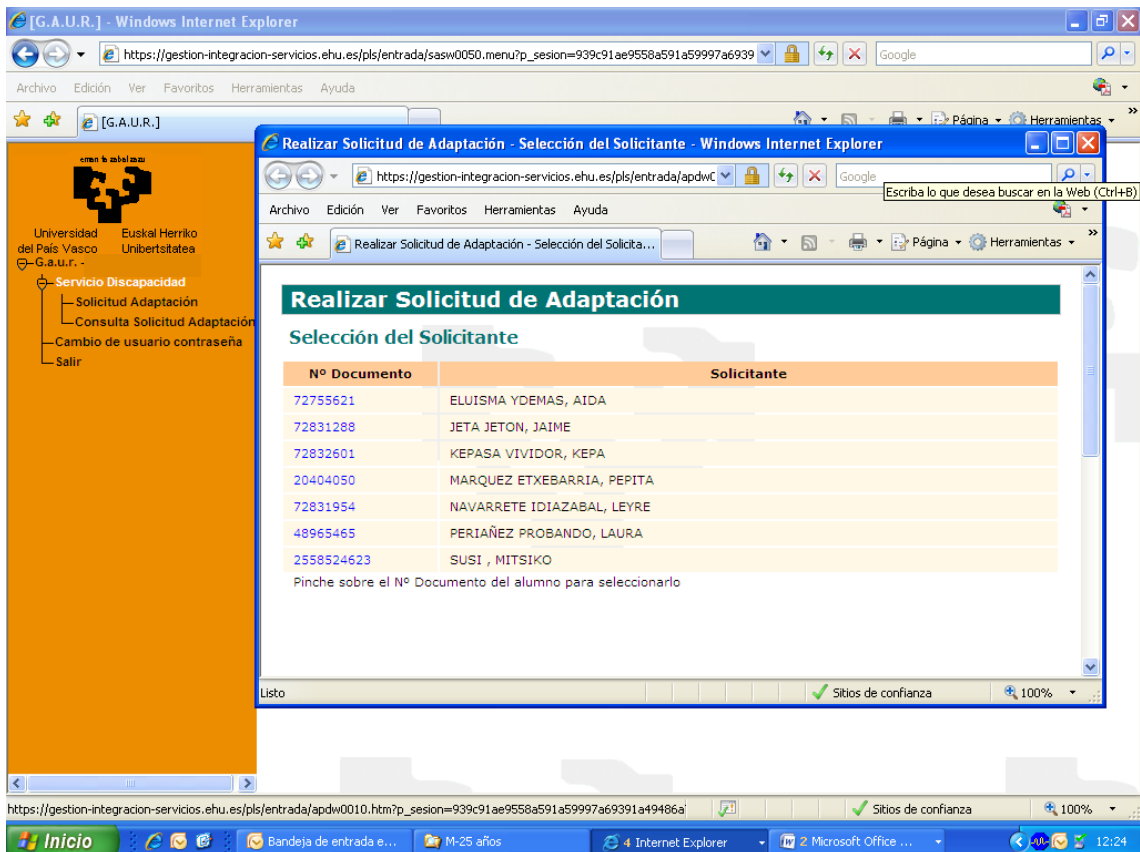 [G.A.U.R.] - Windows Internet Explorer
https://gestion-integracion-servicios.ehu.es/pls/entrada/sasw0050.menu?p_sesion=939c91ae9558a591a59997a6939
Google
Archivo Edición Ver Favoritos Herramientas Ayuda
[G.A.U.R.]
Página Herramientas »
eman ta zabal zazu
Universidad Euskal Herriko
del País Vasco Unibertsitatea
G.a.u.r. -
Servicio Discapacidad
Solicitud Adaptación
Consulta Solicitud Adaptación
Cambio de usuario contraseña
Salir
Realizar Solicitud de Adaptación - Selección del Solicitante - Windows Internet Explorer
https://gestion-integracion-servicios.ehu.es/pls/entrada/apdw0
Google
Escriba lo que desea buscar en la Web (Ctrl+B)
Archivo Edición Ver Favoritos Herramientas Ayuda
Realizar Solicitud de Adaptación - Selección del Solicita...
Página Herramientas »
Realizar Solicitud de Adaptación
Selección del Solicitante
Nº Documento Solicitante
72755621 ELUISMA YDEMAS, AIDA
72831288 JETA JETON, JAIME
72832601 KEPASA VIVIDOR, KEPA
20404050 MARQUEZ ETXEBARRIA, PEPITA
72831954 NAVARRETE IDIAZABAL, LEYRE
48965465 PERIAÑEZ PROBANDO, LAURA
2558524623 SUSI , MITSIKO
Pinche sobre el Nº Documento del alumno para seleccionarlo
Listo Sitios de confianza 100%
https://gestion-integracion-servicios.ehu.es/pls/entrada/apdw0010.htm?p_sesion=939c91ae9558a591a59997a69391a49486a
Sitios de confianza 100%
Inicio Bandeja de entrada e... M-25 años 4 Internet Explorer 2 Microsoft Office ... 12:24